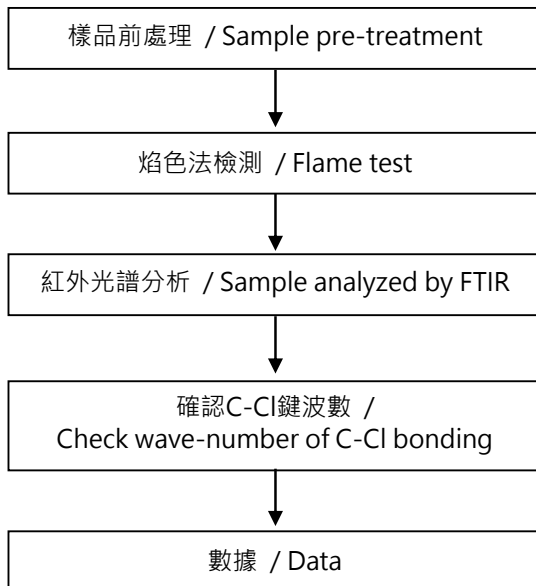 樣品前處理 / Sample pre-treatment
焰色法檢測 / Flame test
紅外光譜分析 / Sample analyzed by FTIR
確認C-Cl鍵波數 /
Check wave-number of C-Cl bonding
數據 / Data